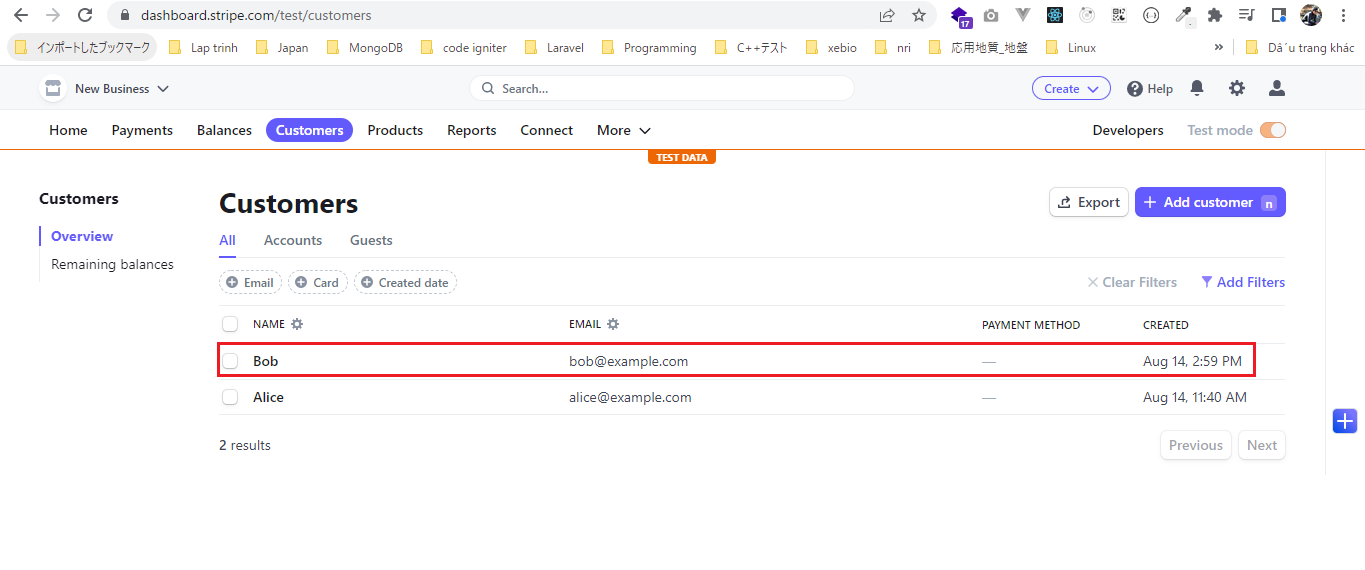 dashboard.stripe.com/test/customers
17
インポートしたブックマーク Lap trinh Japan MongoDB code igniter Laravel Programming C++テスト xebio nri 応用地質_地盤 Linux » Dấu trang khác
New Business Search... Create Help
Home Payments Balances Customers Products Reports Connect More Developers Test mode
TEST DATA
Customers
Overview
Remaining balances
Customers
Export Add customer n
All Accounts Guests
Email Card Created date Clear Filters Add Filters
NAME EMAIL PAYMENT METHOD CREATED
Bob bob@example.com — Aug 14, 2:59 PM
Alice alice@example.com — Aug 14, 11:40 AM
2 results Previous Next